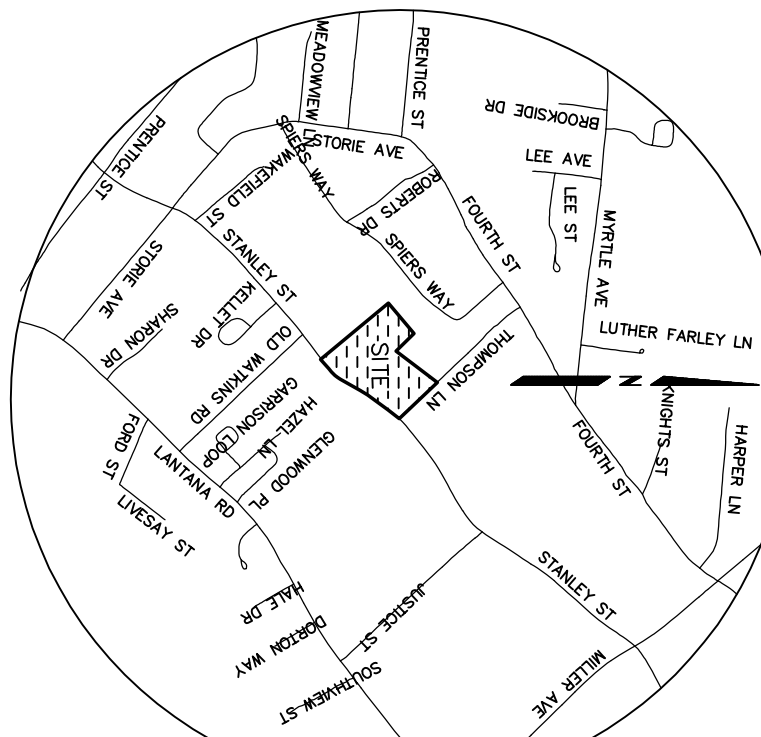 MEADOWVIEW LN
PRENTICE ST
BROOKSIDE DR
PRENTICE
ST
SPIERS WAY
STORIE AVE
LEE AVE
WAKEFIELD
ST
ROBERTS DR
LEE ST
FOURTH ST
MYRTLE AVE
STANLEY ST
SPIERS WAY
STORIE AVE
KELLET DR
SHARON DR
LUTHER FARLEY LN
OLD WATKINS RD
SITE
THOMPSON LN
N
KNIGHTS ST
GARRISON LOOP
HAZEL LN
GLENWOOD PL
FORD ST
HARPER LN
FOURTH ST
LANTANA RD
LIVESAY ST
STANLEY ST
HALE DR
JUSTICE ST
DORTON WAY
MILLER AVE
SOUTHVIEW ST